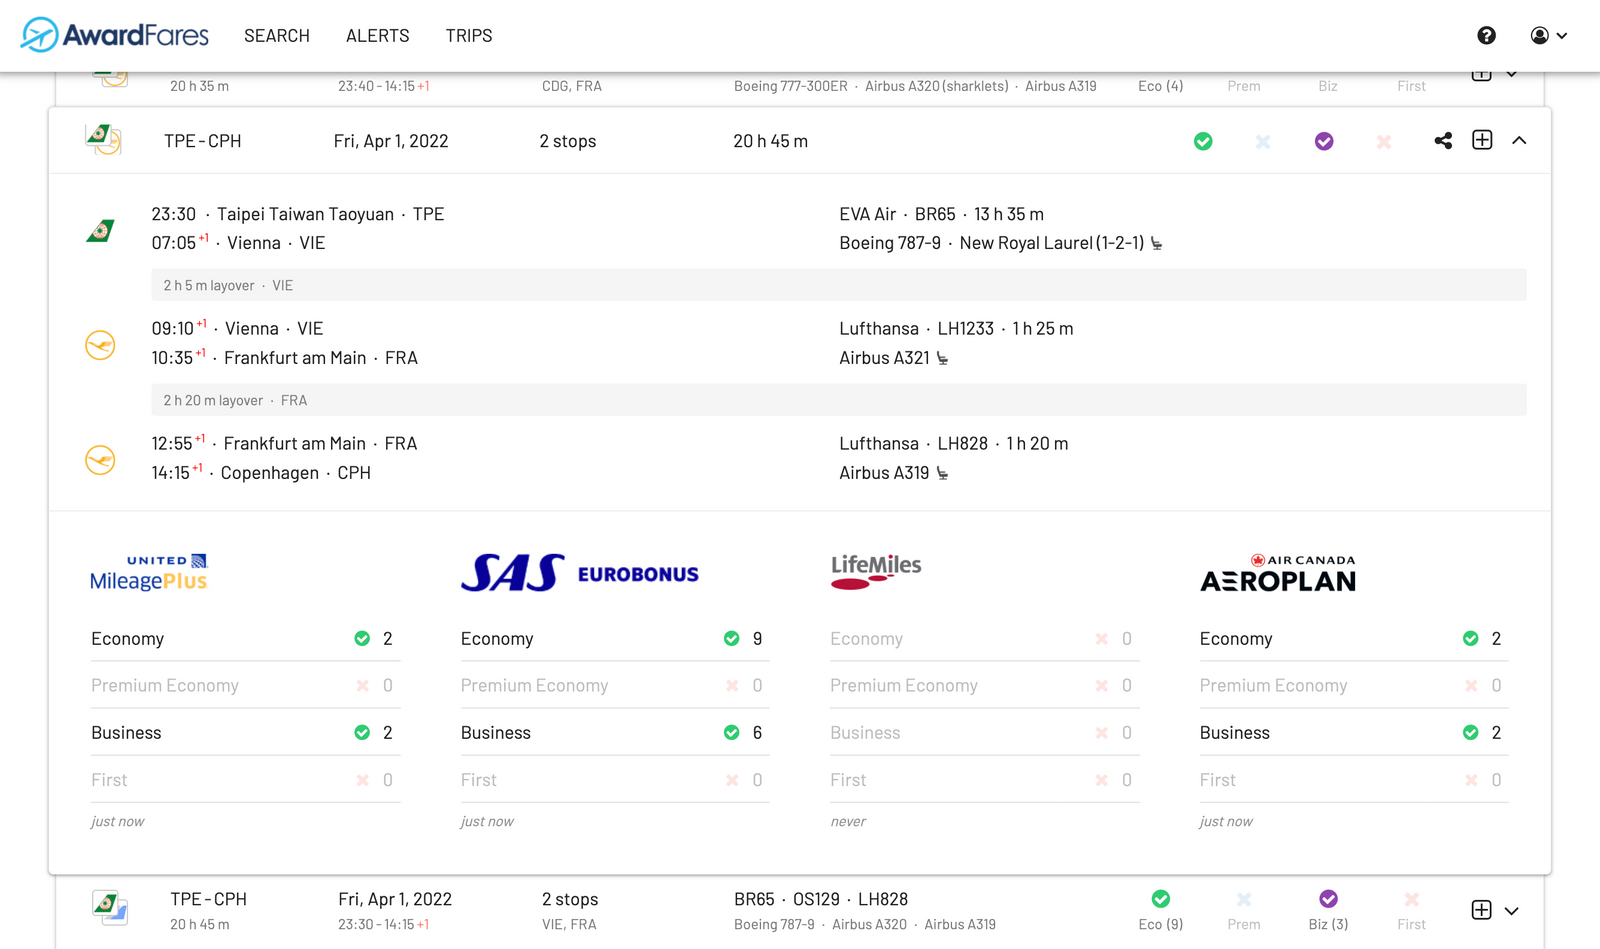 AwardFares SEARCH ALERTS TRIPS
20 h 35 m 23:40 - 14:15 +1 CDG, FRA Boeing 777-300ER · Airbus A320 (sharklets) · Airbus A319 Eco (4) Prem Biz First
TPE - CPH Fri, Apr 1, 2022 2 stops 20 h 45 m
23:30 · Taipei Taiwan Taoyuan · TPE EVA Air · BR65 · 13 h 35 m
07:05 +1 · Vienna · VIE Boeing 787-9 · New Royal Laurel (1-2-1)
2 h 5 m layover · VIE
09:10 +1 · Vienna · VIE Lufthansa · LH1233 · 1 h 25 m
10:35 +1 · Frankfurt am Main · FRA Airbus A321
2 h 20 m layover · FRA
12:55 +1 · Frankfurt am Main · FRA Lufthansa · LH828 · 1 h 20 m
14:15 +1 · Copenhagen · CPH Airbus A319
UNITED
MileagePlus
Economy 2
Premium Economy 0
Business 2
First 0
just now
SAS EUROBONUS
Economy 9
Premium Economy 0
Business 6
First 0
just now
LifeMiles
Economy 0
Premium Economy 0
Business 0
First 0
never
AIR CANADA
AEROPLAN
Economy 2
Premium Economy 0
Business 2
First 0
just now
TPE - CPH Fri, Apr 1, 2022 2 stops BR65 · OS129 · LH828
20 h 45 m 23:30 - 14:15 +1 VIE, FRA Boeing 787-9 · Airbus A320 · Airbus A319 Eco (9) Prem Biz (3) First